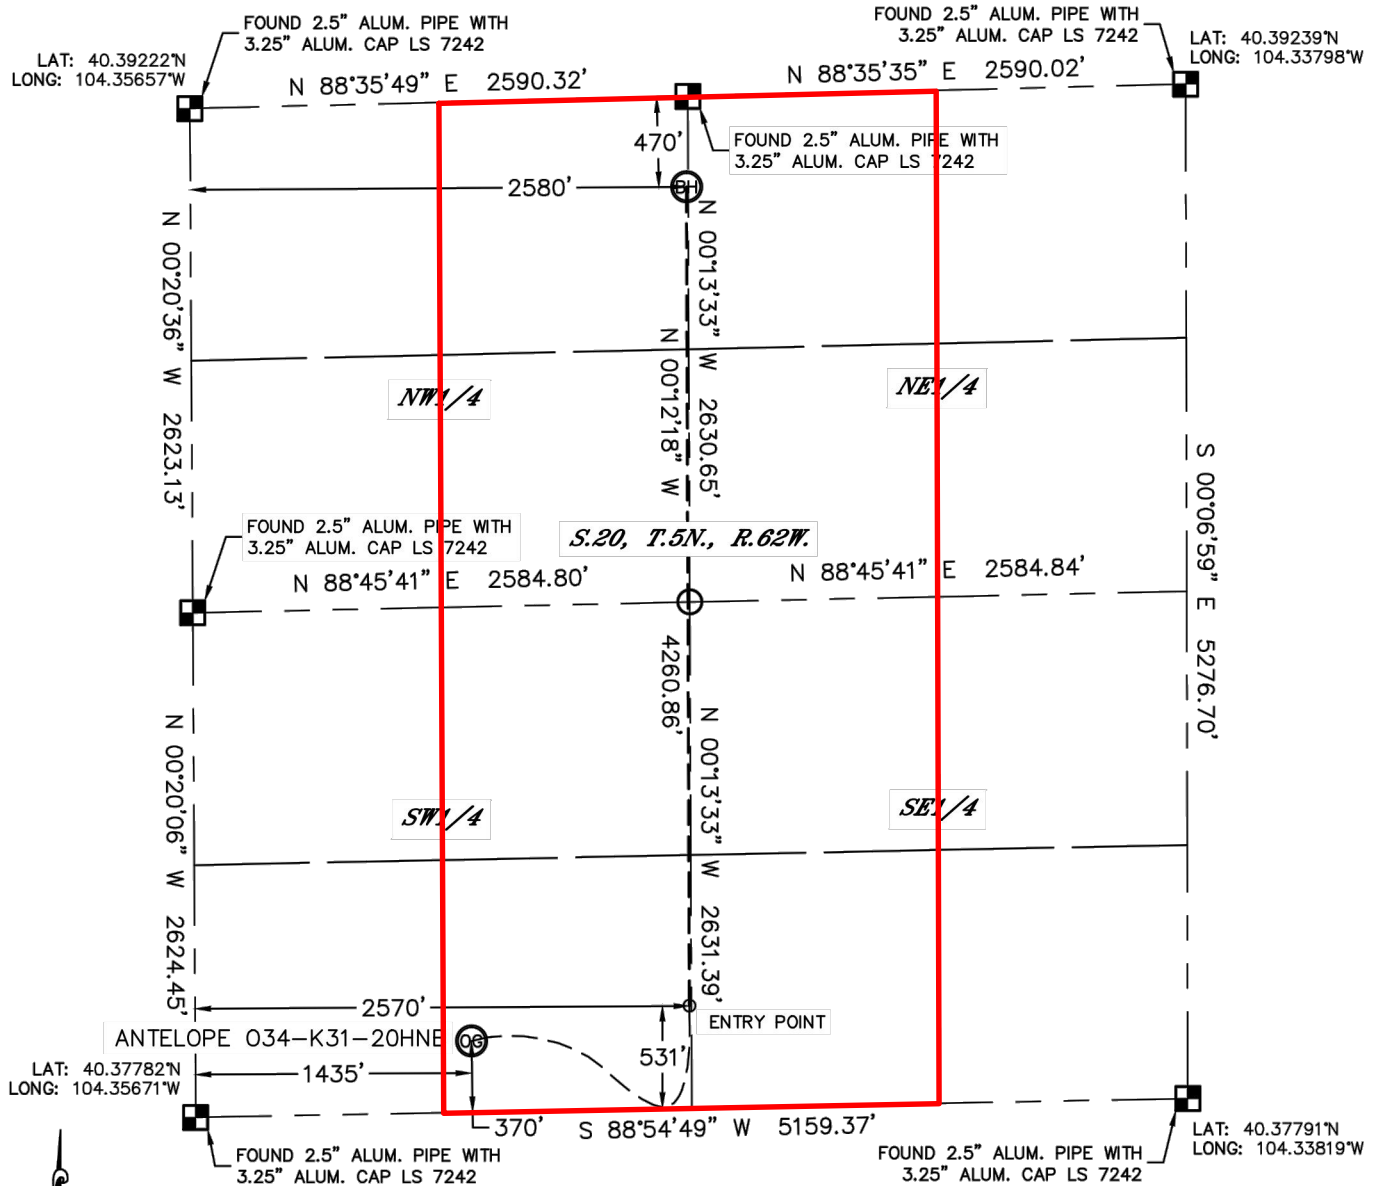 FOUND 2.5" ALUM. PIPE WITH
3.25" ALUM. CAP LS 7242
LAT: 40.39222°N
LONG: 104.35657°W
FOUND 2.5" ALUM. PIPE WITH
3.25" ALUM. CAP LS 7242
LAT: 40.39239°N
LONG: 104.33798°W
N 88°35'49" E 2590.32'
N 88°35'35" E 2590.02'
470'
FOUND 2.5" ALUM. PIPE WITH
3.25" ALUM. CAP LS 7242
2580'
BH
N 00°20'36" W 2623.13'
N 00°13'33" W 2630.65'
N 00°12'18" W 4260.86'
NW1/4
NE1/4
S 00°06'59" E 5276.70'
FOUND 2.5" ALUM. PIPE WITH
3.25" ALUM. CAP LS 7242
S.20, T.5N., R.62W.
N 88°45'41" E 2584.80'
N 88°45'41" E 2584.84'
N 00°20'06" W 2624.45'
N 00°13'33" W 2631.39'
SW1/4
SE1/4
2570'
ENTRY POINT
ANTELOPE O34-K31-20HNB
OG
531'
LAT: 40.37782°N
LONG: 104.35671°W
1435'
370'
S 88°54'49" W 5159.37'
FOUND 2.5" ALUM. PIPE WITH
3.25" ALUM. CAP LS 7242
FOUND 2.5" ALUM. PIPE WITH
3.25" ALUM. CAP LS 7242
LAT: 40.37791°N
LONG: 104.33819°W